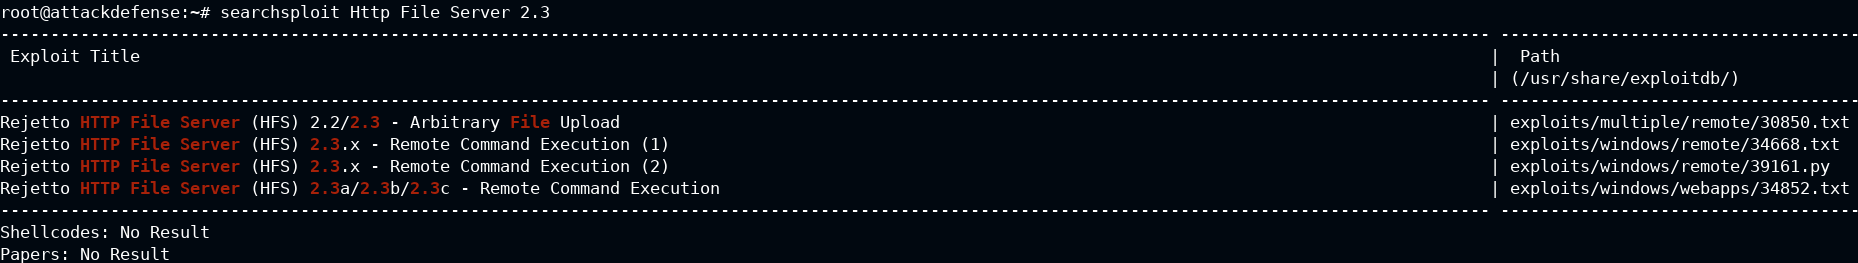 root@attackdefense:~# searchsploit Http File Server 2.3
--------------------------------------------------------------------------------------------------------------------------------------------------- ------------------------------------
 Exploit Title | Path
 | (/usr/share/exploitdb/)
--------------------------------------------------------------------------------------------------------------------------------------------------- ------------------------------------
Rejetto HTTP File Server (HFS) 2.2/2.3 - Arbitrary File Upload | exploits/multiple/remote/30850.txt
Rejetto HTTP File Server (HFS) 2.3.x - Remote Command Execution (1) | exploits/windows/remote/34668.txt
Rejetto HTTP File Server (HFS) 2.3.x - Remote Command Execution (2) | exploits/windows/remote/39161.py
Rejetto HTTP File Server (HFS) 2.3a/2.3b/2.3c - Remote Command Execution | exploits/windows/webapps/34852.txt
--------------------------------------------------------------------------------------------------------------------------------------------------- ------------------------------------
Shellcodes: No Result
Papers: No Result